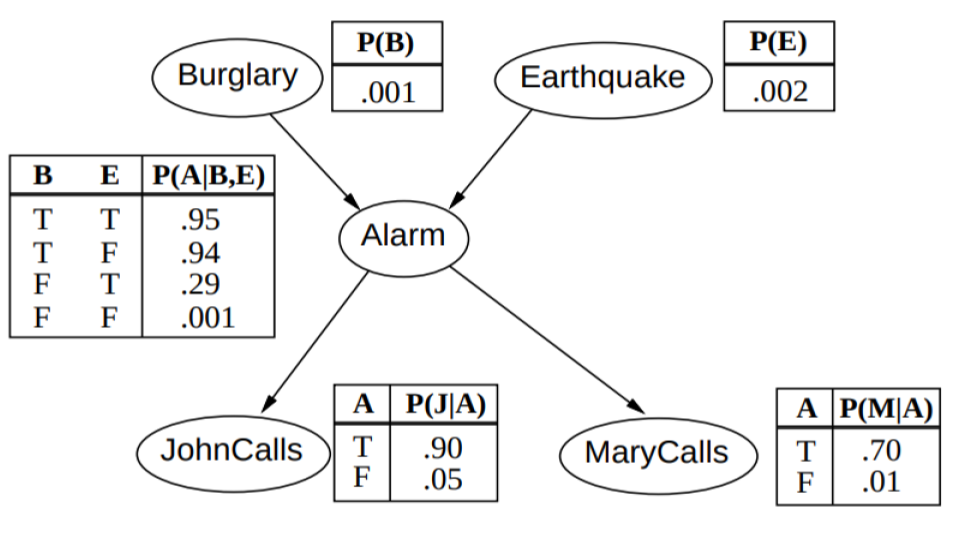 Burglary
P(B)
.001
Earthquake
P(E)
.002
B E P(A|B,E)
T T .95
T F .94
F T .29
F F .001
Alarm
JohnCalls
A P(J|A)
T .90
F .05
MaryCalls
A P(M|A)
T .70
F .01